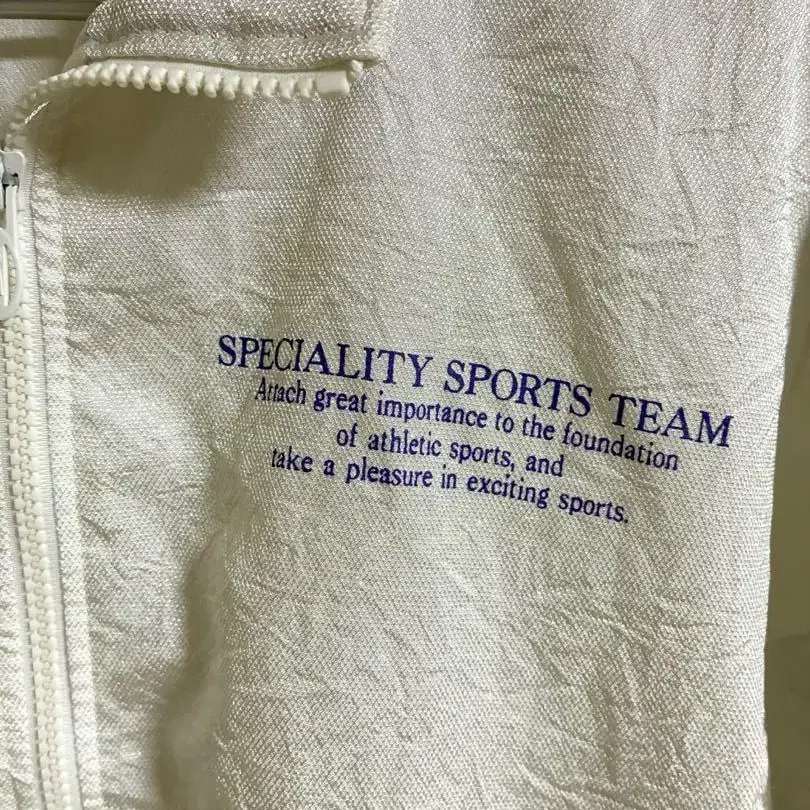 SPECIALITY SPORTS TEAM
Attach great importance to the foundation
of athletic sports, and
take a pleasure in exciting sports.